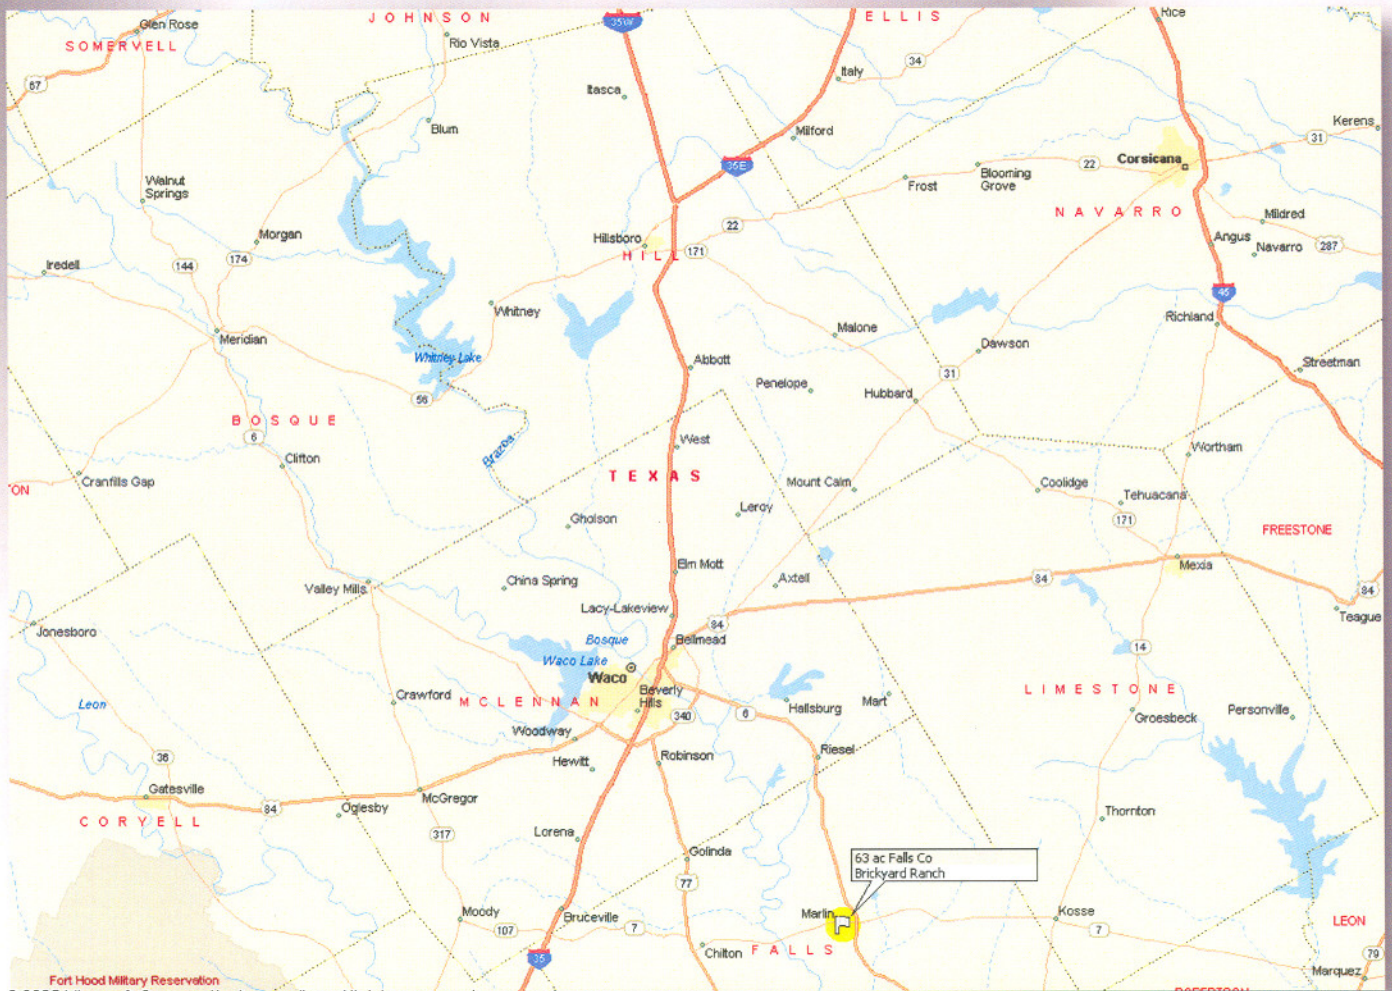 Glen Rose
SOMERVELL
JOHNSON
Rio Vista
35W
ELLIS
Rice
67
34
Italy
Itasca
Blum
Milford
Kerens
31
35E
22
Corsicana
Blooming
Grove
Frost
Walnut
Springs
NAVARRO
Mildred
Morgan
22
Hillsboro
HILL
171
Angus
Navarro
287
Iredell
144
174
45
Whitney
Richland
Meridian
Malone
Dawson
Whitney Lake
Abbott
Streetman
31
Penelope
Hubbard
56
BOSQUE
6
Brazos
West
Wortham
Clifton
TEXAS
Cranfills Gap
TON
Mount Calm
Coolidge
Tehuacana
Leroy
Gholson
171
FREESTONE
Elm Mott
Mexia
China Spring
Axtell
84
84
Valley Mills
Lacy-Lakeview
84
Teague
Jonesboro
Bosque
Bellmead
14
Waco Lake
Waco
Crawford
MCLENNAN
Beverly
Hills
LIMESTONE
Leon
Hallsburg
Mart
340
6
Groesbeck
Personville
Woodway
Riesel
36
Hewitt
Robinson
Gatesville
84
Oglesby
McGregor
CORYELL
Thornton
317
Lorena
Golinda
63 ac Falls Co
Brickyard Ranch
77
Moody
Bruceville
Marlin
Kosse
LEON
107
7
7
Chilton
FALLS
35
79
Marquez
Fort Hood Military Reservation